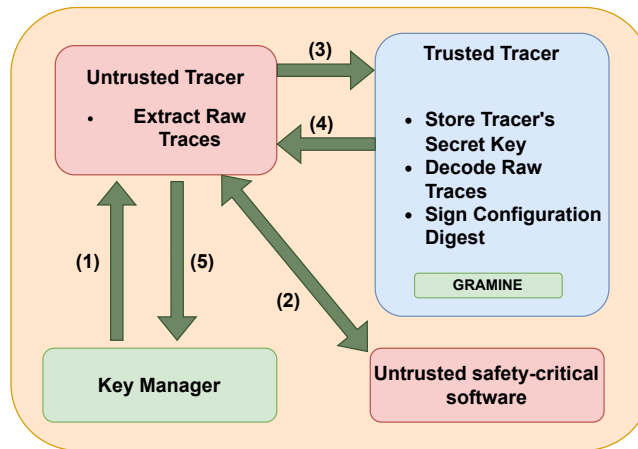 Untrusted Tracer
• Extract Raw
Traces
(3)
(4)
Trusted Tracer
• Store Tracer's
Secret Key
• Decode Raw
Traces
• Sign Configuration
Digest
GRAMINE
(1)
(5)
(2)
Key Manager
Untrusted safety-critical
software